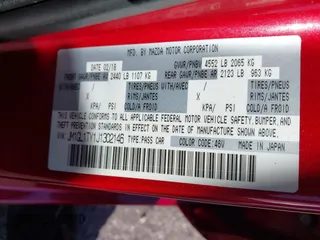 MFD. BY MAZDA MOTOR CORPORATION
DATE 02/18 GVWR/PNBV 4552 LB 2065 KG
FRONT GAWR/PNBE AV 2440 LB 1107 KG REAR GAWR/PNBE AR 2123 LB 963 KG
WITH/AVEC TIRES/PNEUS WITH/AVEC TIRES/PNEUS
X X
KPA/ PSI COLD/A FROID KPA/ PSI COLD/A FROID
THIS VEHICLE CONFORMS TO ALL APPLICABLE FEDERAL
MOTOR VEHICLE SAFETY, BUMPER, AND
THEFT PREVENTION STANDARDS IN EFFECT ON THE DATE
OF MANUFACTURE SHOWN ABOVE.
TYPE: PASS CAR COLOR CODE: 46V MADE IN JAPAN